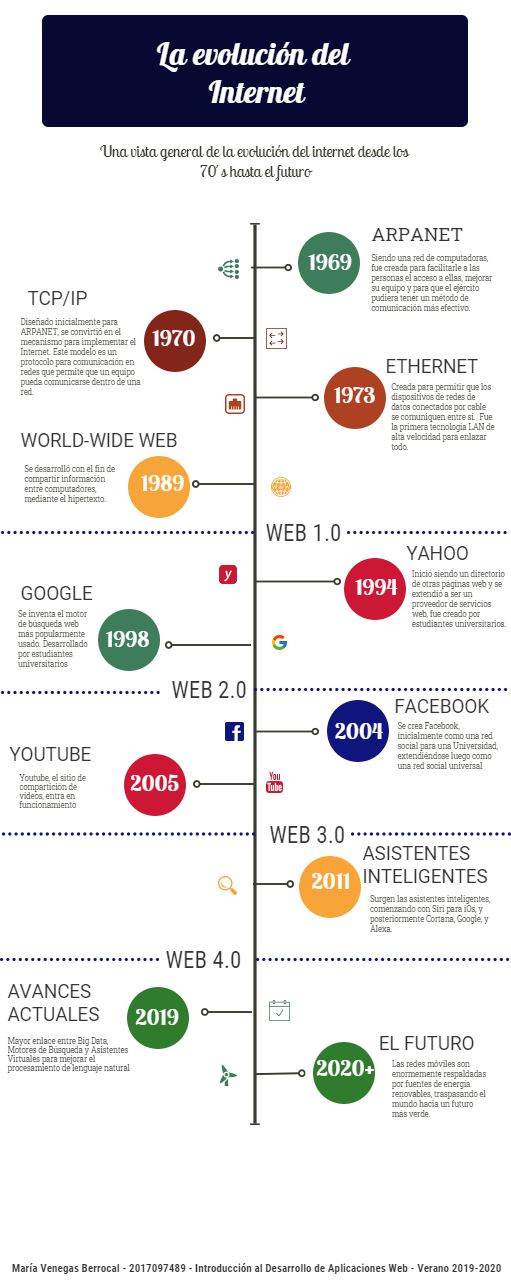 La evolución del
Internet
Una vista general de la evolución del internet desde los
70´s hasta el futuro
1969
ARPANET
Siendo una red de computadoras,
fue creada para facilitarle a las
personas el acceso a ellas, mejorar
su equipo y para que el ejército
pudiera tener un método de
comunicación más efectivo.
TCP/IP
Diseñado inicialmente para
ARPANET, se convirtió en el
mecanismo para implementar el
Internet. Este modelo es un
protocolo para comunicación en
redes que permite que un equipo
pueda comunicarse dentro de una
red.
1970
1973
ETHERNET
Creada para permitir que los
dispositivos de redes de
datos conectados por cable
se comuniquen entre sí. Fue
la primera tecnología LAN de
alta velocidad para enlazar
todo.
WORLD-WIDE WEB
Se desarrolló con el fin de
compartir información
entre computadores,
mediante el hipertexto.
1989
WEB 1.0
y
1994
YAHOO
Inició siendo un directorio
de otras páginas web y se
extendió a ser un
proveedor de servicios
web, fue creado por
estudiantes universitarios.
GOOGLE
Se inventa el motor
de búsqueda web
más popularmente
usado. Desarrollado
por estudiantes
universitarios
1998
G
WEB 2.0
f
2004
FACEBOOK
Se crea Facebook,
inicialmente como una red
social para una Universidad,
extendiéndose luego como
una red social universal
YOUTUBE
Youtube, el sitio de
compartición de
videos, entra en
funcionamiento
2005
You
Tube
WEB 3.0
2011
ASISTENTES
INTELIGENTES
Surgen las asistentes inteligentes,
comenzando con Siri para iOs, y
posteriormente Cortana, Google, y
Alexa.
WEB 4.0
AVANCES
ACTUALES
Mayor enlace entre Big Data,
Motores de Búsqueda y Asistentes
Virtuales para mejorar el
procesamiento de lenguaje natural
2019
2020+
EL FUTURO
Las redes móviles son
enormemente respaldadas
por fuentes de energía
renovables, traspasando el
mundo hacia un futuro
más verde.
María Venegas Berrocal - 2017097489 - Introducción al Desarrollo de Aplicaciones Web - Verano 2019-2020